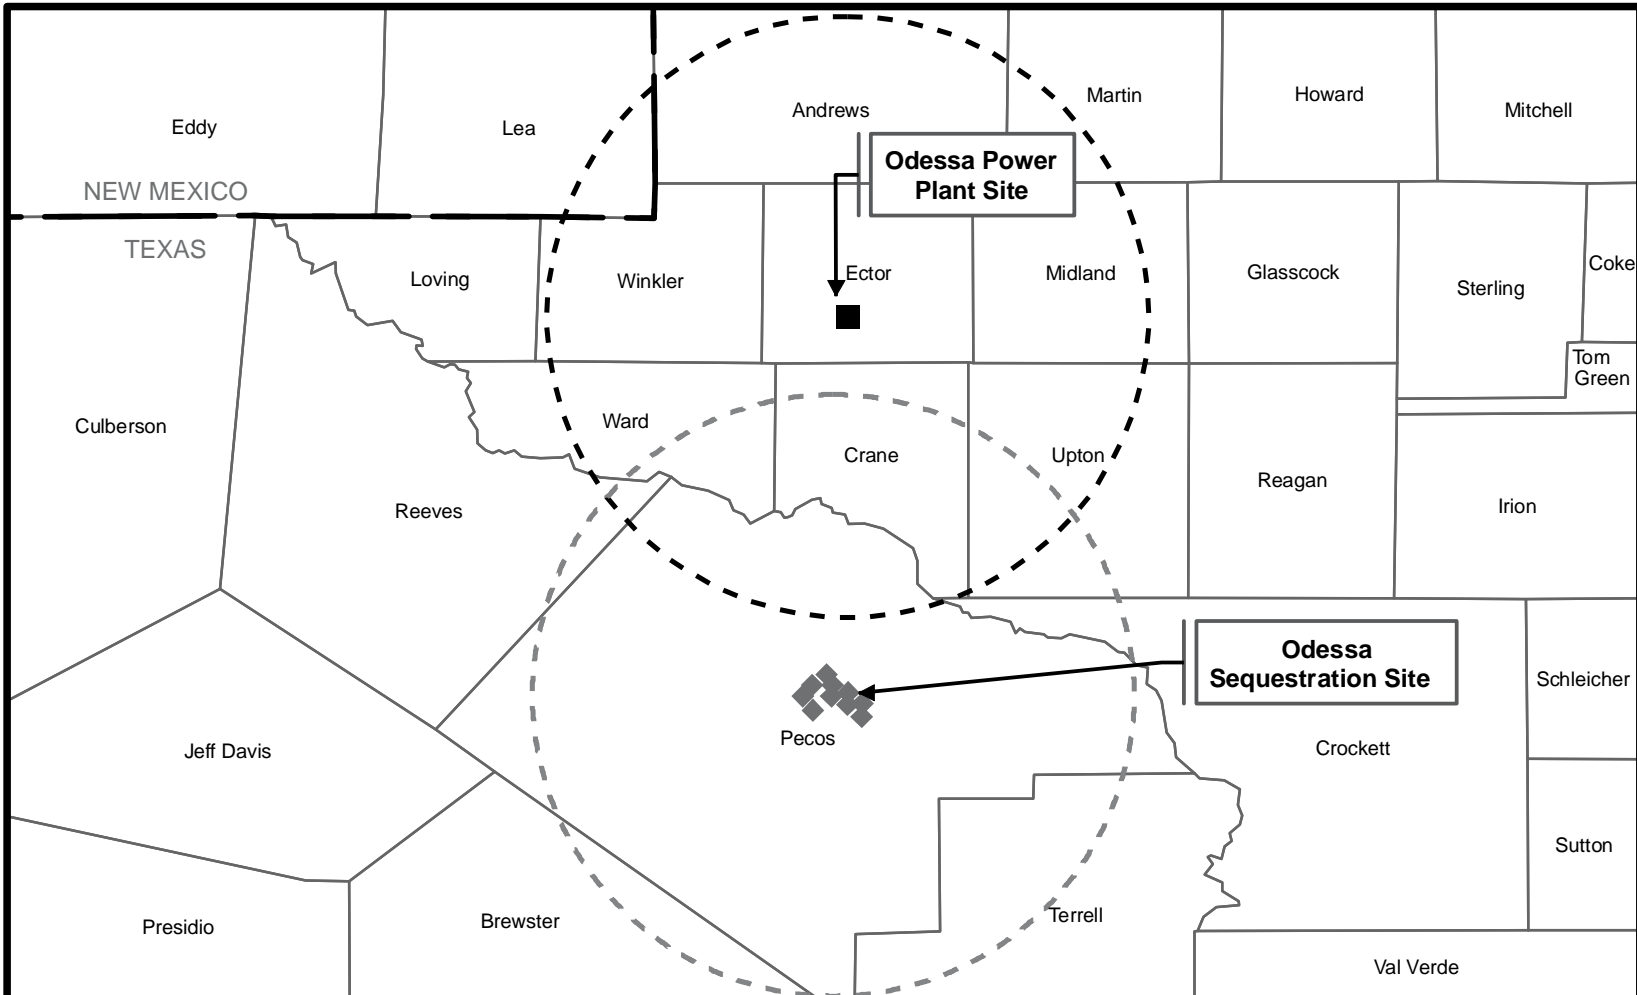 Eddy
Lea
Andrews
Martin
Howard
Mitchell
Odessa Power
Plant Site
NEW MEXICO
TEXAS
Loving
Winkler
Ector
Midland
Glasscock
Sterling
Coke
Tom
Green
Culberson
Reeves
Ward
Crane
Upton
Reagan
Irion
Odessa
Sequestration Site
Schleicher
Pecos
Jeff Davis
Crockett
Sutton
Presidio
Brewster
Terrell
Val Verde